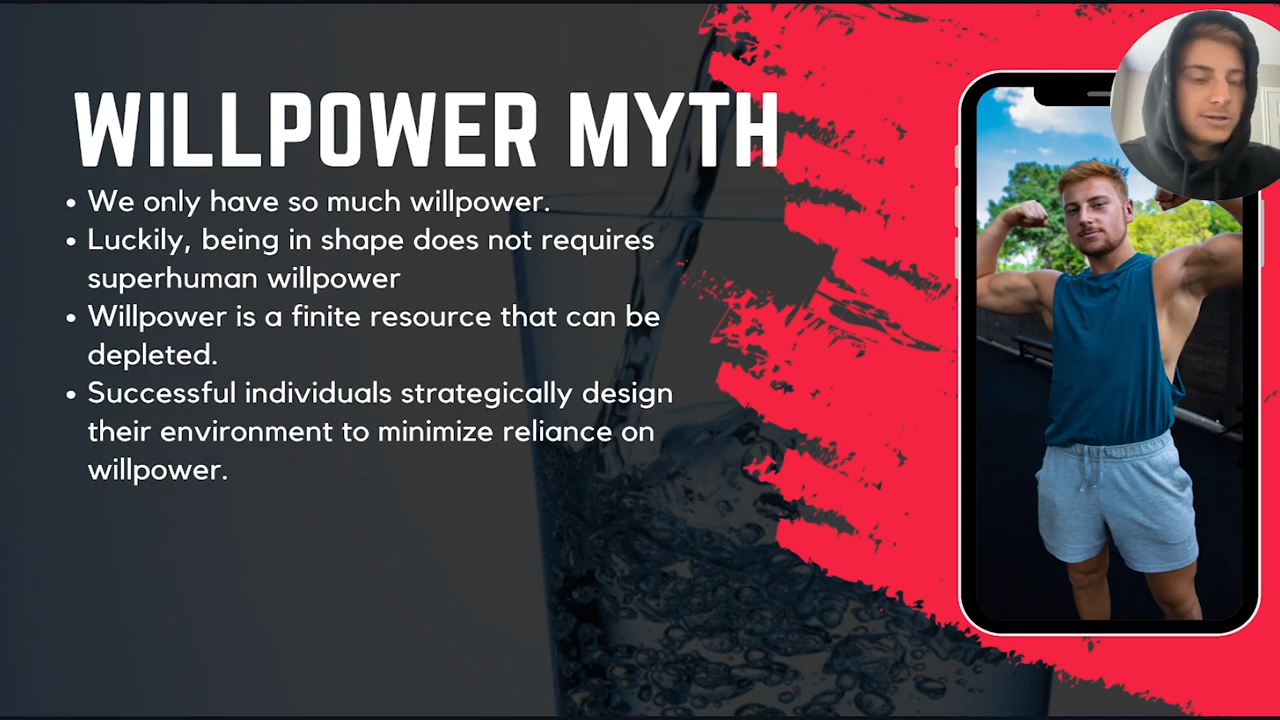 WILLPOWER MYTH
• We only have so much willpower.
• Luckily, being in shape does not requires
superhuman willpower
• Willpower is a finite resource that can be
depleted.
• Successful individuals strategically design
their environment to minimize reliance on
willpower.